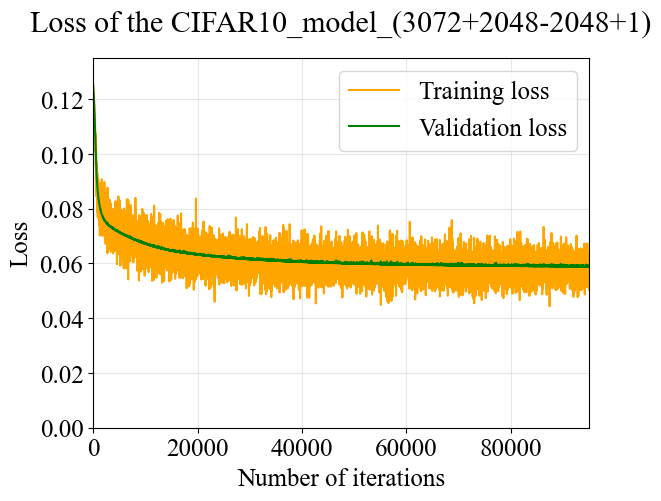 Loss of the CIFAR10_model_(3072+2048-2048+1)
Training loss
Validation loss
0.12
0.10
0.08
0.06
0.04
0.02
0.00
Loss
0
20000
40000
60000
80000
Number of iterations